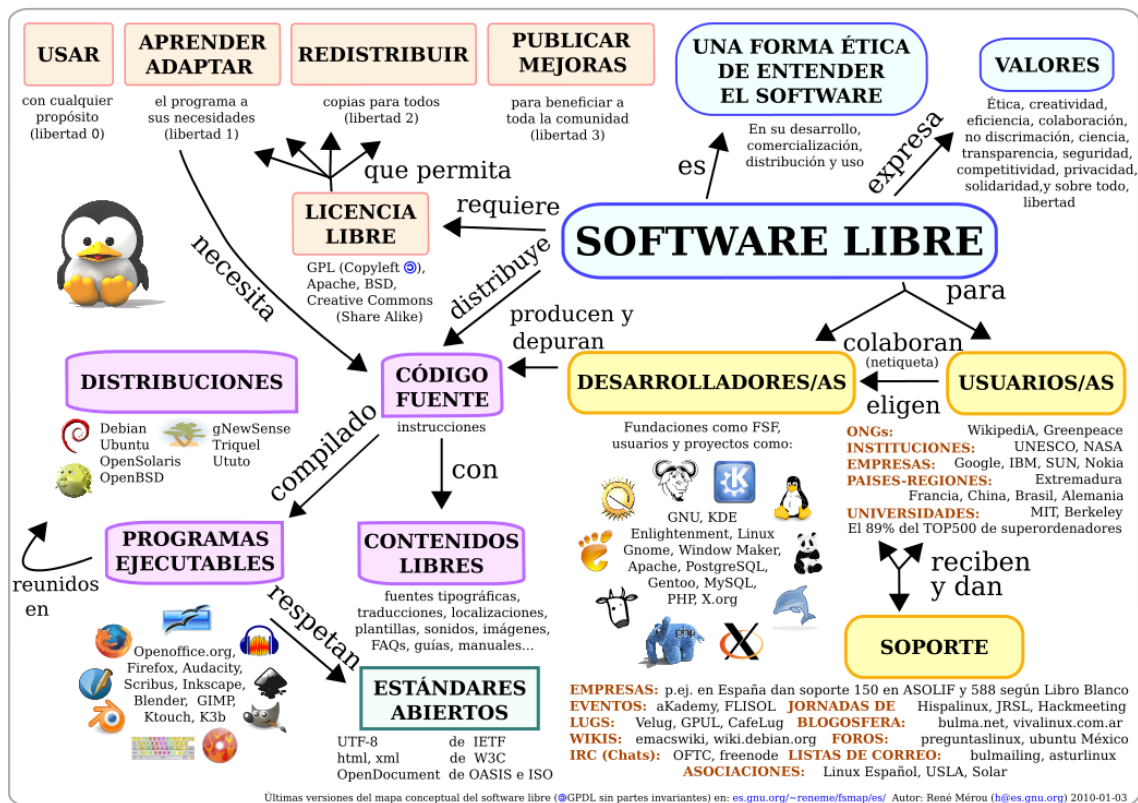 USAR
con cualquier
propósito
(libertad 0)
APRENDER
ADAPTAR
el programa a
sus necesidades
(libertad 1)
REDISTRIBUIR
copias para todos
(libertad 2)
PUBLICAR
MEJORAS
para beneficiar a
toda la comunidad
(libertad 3)
UNA FORMA ÉTICA
DE ENTENDER
EL SOFTWARE
En su desarrollo,
comercialización,
distribución y uso
VALORES
Ética, creatividad,
eficiencia, colaboración,
no discrimación, ciencia,
transparencia, seguridad,
competitividad, privacidad,
solidaridad,y sobre todo,
libertad
es
expresa
que permita
LICENCIA
LIBRE
requiere
GPL (Copyleft),
Apache, BSD,
Creative Commons
(Share Alike)
SOFTWARE LIBRE
necesita
distribuye
para
producen y
depuran
colaboran
(netiqueta)
eligen
DISTRIBUCIONES
Debian
Ubuntu
OpenSolaris
OpenBSD
gNewSense
Triquel
Ututo
CÓDIGO
FUENTE
instrucciones
DESARROLLADORES/AS
Fundaciones como FSF,
usuarios y proyectos como:
GNU, KDE
Enlightenment, Linux
Gnome, Window Maker,
Apache, PostgreSQL,
Gentoo, MySQL,
PHP, X.org
php
USUARIOS/AS
ONGs: WikipediA, Greenpeace
INSTITUCIONES: UNESCO, NASA
EMPRESAS: Google, IBM, SUN, Nokia
PAISES-REGIONES: Extremadura
Francia, China, Brasil, Alemania
UNIVERSIDADES: MIT, Berkeley
El 89% del TOP500 de superordenadores
compilado
con
reunidos
en
PROGRAMAS
EJECUTABLES
Openoffice.org,
Firefox, Audacity,
Scribus, Inkscape,
Blender, GIMP,
Ktouch, K3b
respetan
CONTENIDOS
LIBRES
fuentes tipográficas,
traducciones, localizaciones,
plantillas, sonidos, imágenes,
FAQs, guías, manuales...
ESTÁNDARES
ABIERTOS
UTF-8 de IETF
html, xml de W3C
OpenDocument de OASIS e ISO
reciben
y dan
SOPORTE
EMPRESAS: p.ej. en España dan soporte 150 en ASOLIF y 588 según Libro Blanco
EVENTOS: aKademy, FLISOL JORNADAS DE Hispalinux, JRSL, Hackmeeting
LUGS: Velug, GPUL, CafeLug BLOGOSFERA: bulma.net, vivalinux.com.ar
WIKIS: emacswiki, wiki.debian.org FOROS: preguntaslinux, ubuntu México
IRC (Chats): OFTC, freenode LISTAS DE CORREO: bulmailing, asturlinux
ASOCIACIONES: Linux Español, USLA, Solar
Últimas versiones del mapa conceptual del software libre (GPDL sin partes invariantes) en: es.gnu.org/~reneme/fsmap/es/ Autor: René Mérou (h@es.gnu.org) 2010-01-03